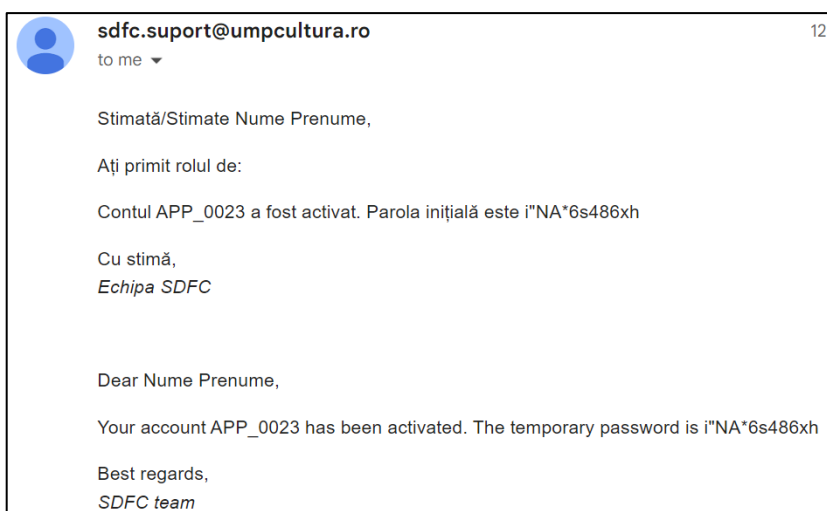 sdfc.suport@umpcultura.ro
12
to me
Stimată/Stimate Nume Prenume,
Ați primit rolul de:
Contul APP_0023 a fost activat. Parola inițială este i"NA*6s486xh
Cu stimă,
Echipa SDFC
Dear Nume Prenume,
Your account APP_0023 has been activated. The temporary password is i"NA*6s486xh
Best regards,
SDFC team